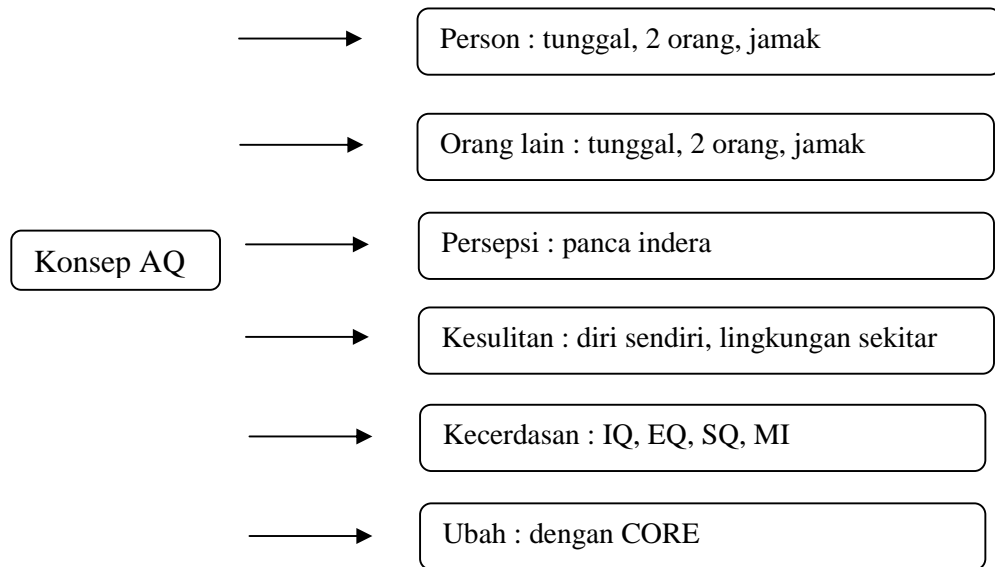 Person : tunggal, 2 orang, jamak
Orang lain : tunggal, 2 orang, jamak
Konsep AQ
Persepsi : panca indera
Kesulitan : diri sendiri, lingkungan sekitar
Kecerdasan : IQ, EQ, SQ, MI
Ubah : dengan CORE